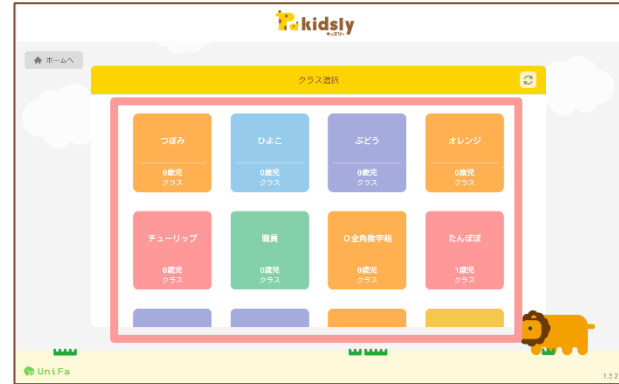 kidsly
キッズリー
ホームへ
クラス選択
つぼみ
0歳児
クラス
ひよこ
0歳児
クラス
ぶどう
0歳児
クラス
オレンジ
0歳児
クラス
チューリップ
0歳児
クラス
職員
0歳児
クラス
0全角数字組
0歳児
クラス
たんぽぽ
1歳児
クラス
UniFa